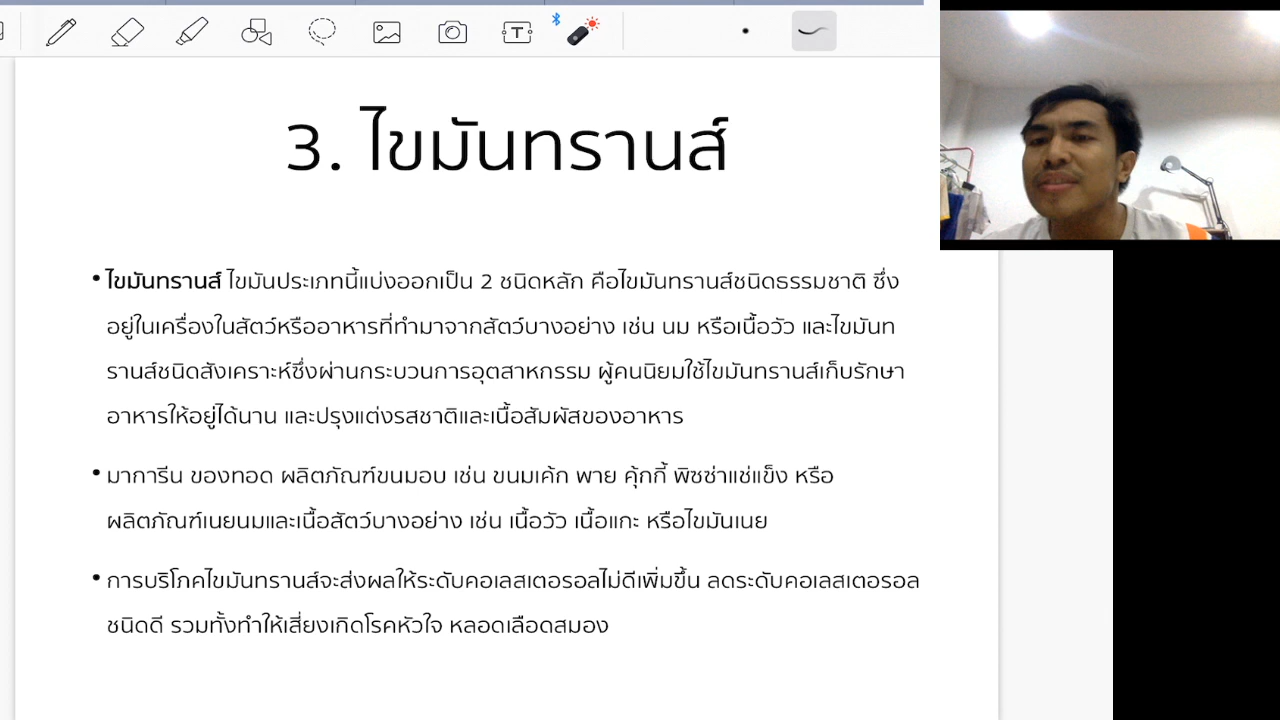 T
3. ไขมันทรานส์
• ไขมันทรานส์ ไขมันประเภทนี้แบ่งออกเป็น 2 ชนิดหลัก คือไขมันทรานส์ชนิดธรรมชาติ ซึ่ง
อยู่ในเครื่องในสัตว์หรืออาหารที่ทำมาจากสัตว์บางอย่าง เช่น นม หรือเนื้อวัว และไขมันท
รานส์ชนิดสังเคราะห์ซึ่งผ่านกระบวนการอุตสาหกรรม ผู้คนนิยมใช้ไขมันทรานส์เก็บรักษา
อาหารให้อยู่ได้นาน และปรุงแต่งรสชาติและเนื้อสัมผัสของอาหาร
• มาการีน ของทอด ผลิตภัณฑ์ขนมอบ เช่น ขนมเค้ก พาย คุ้กกี้ พิซซ่าแช่แข็ง หรือ
ผลิตภัณฑ์เนยนมและเนื้อสัตว์บางอย่าง เช่น เนื้อวัว เนื้อแกะ หรือไขมันเนย
• การบริโภคไขมันทรานส์จะส่งผลให้ระดับคอเลสเตอรอลไม่ดีเพิ่มขึ้น ลดระดับคอเลสเตอรอล
ชนิดดี รวมทั้งทำให้เสี่ยงเกิดโรคหัวใจ หลอดเลือดสมอง